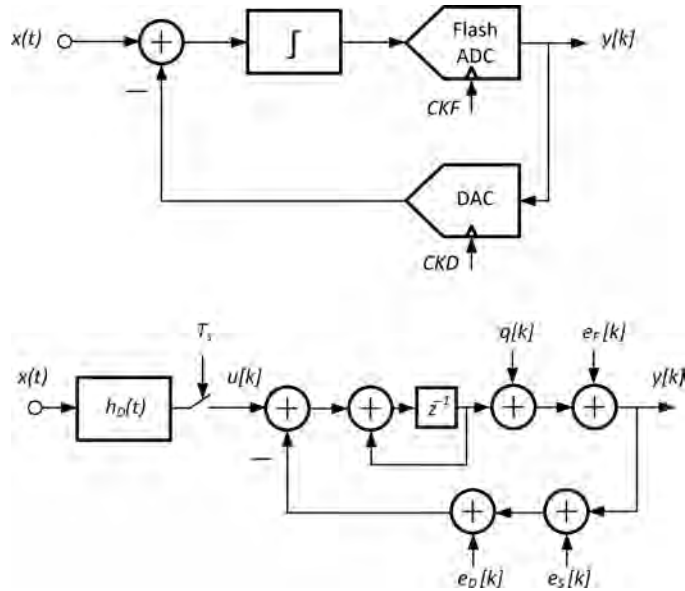 x(t)
+
∫
Flash
ADC
y[k]
—
CKF
DAC
CKD
T_s
q[k]
e_F[k]
x(t)
h_D(t)
u[k]
+
+
z⁻¹
+
+
y[k]
—
+
+
e_D[k]
e_S[k]